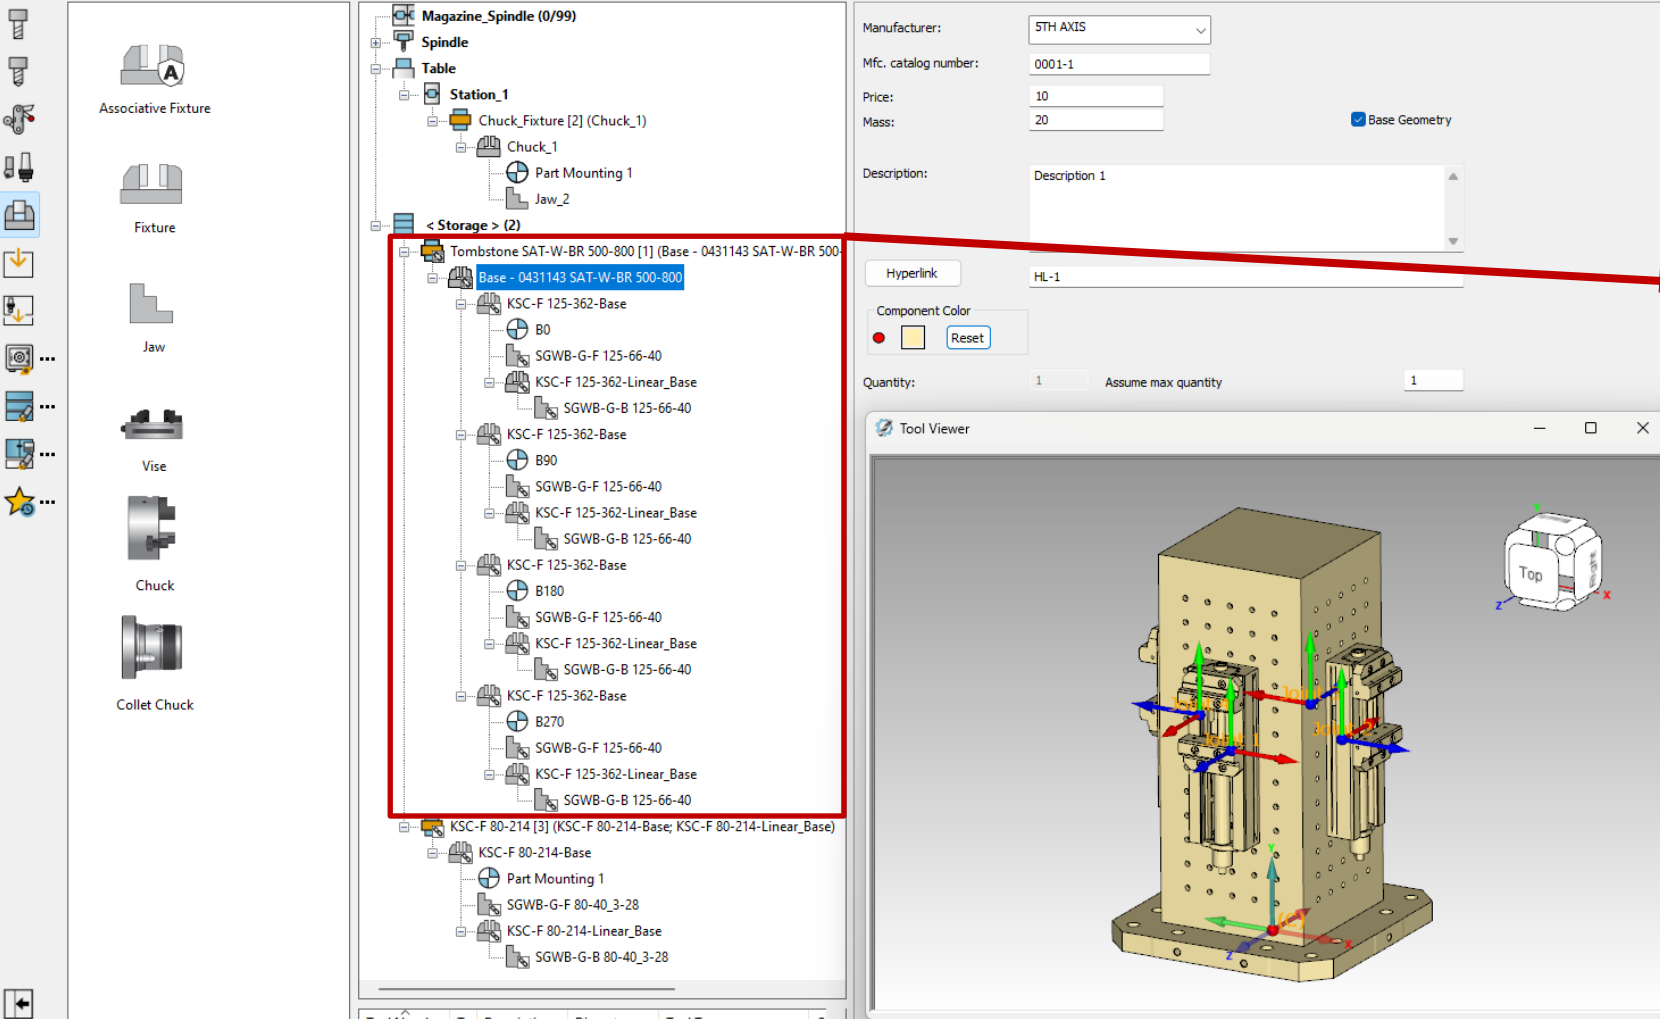 Associative Fixture
Fixture
Jaw
Vise
Chuck
Collet Chuck
Magazine_Spindle (0/99)
Spindle
Table
Station_1
Chuck_Fixture [2] (Chuck_1)
Chuck_1
Part Mounting 1
Jaw_2
< Storage > (2)
Tombstone SAT-W-BR 500-800 [1] (Base - 0431143 SAT-W-BR 500-
Base - 0431143 SAT-W-BR 500-800
KSC-F 125-362-Base
B0
SGWB-G-F 125-66-40
KSC-F 125-362-Linear_Base
SGWB-G-B 125-66-40
KSC-F 125-362-Base
B90
SGWB-G-F 125-66-40
KSC-F 125-362-Linear_Base
SGWB-G-B 125-66-40
KSC-F 125-362-Base
B180
SGWB-G-F 125-66-40
KSC-F 125-362-Linear_Base
SGWB-G-B 125-66-40
KSC-F 125-362-Base
B270
SGWB-G-F 125-66-40
KSC-F 125-362-Linear_Base
SGWB-G-B 125-66-40
KSC-F 80-214 [3] (KSC-F 80-214-Base; KSC-F 80-214-Linear_Base)
KSC-F 80-214-Base
Part Mounting 1
SGWB-G-F 80-40_3-28
KSC-F 80-214-Linear_Base
SGWB-G-B 80-40_3-28
Manufacturer: 5TH AXIS
Mfc. catalog number: 0001-1
Price: 10
Mass: 20 Base Geometry
Description: Description 1
Hyperlink HL-1
Component Color
Reset
Quantity: 1 Assume max quantity 1
Tool Viewer
Y
Top
Right
Z
X
Y
X
Z